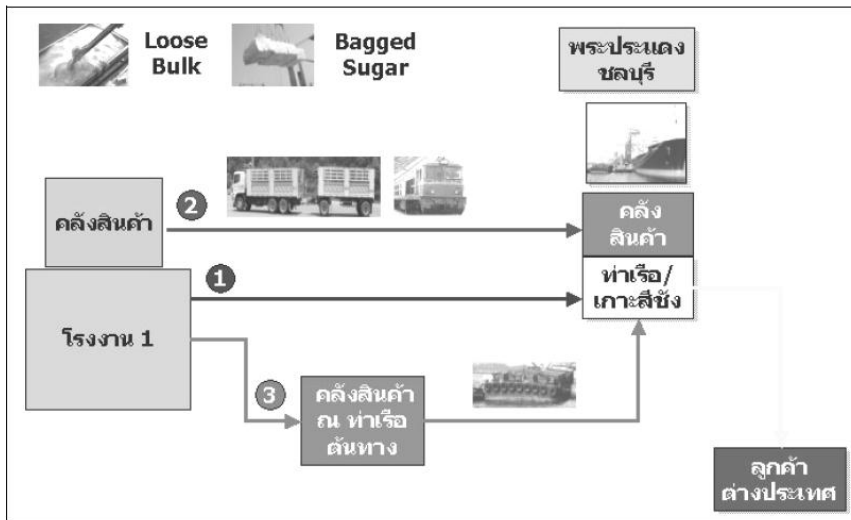 Loose
Bulk
Bagged
Sugar
พระประแดง
ชลบุรี
2
คลังสินค้า
คลัง
สินค้า
1
ท่าเรือ/
เกาะสีชัง
โรงงาน 1
3
คลังสินค้า
ณ ท่าเรือ
ต้นทาง
ลูกค้า
ต่างประเทศ